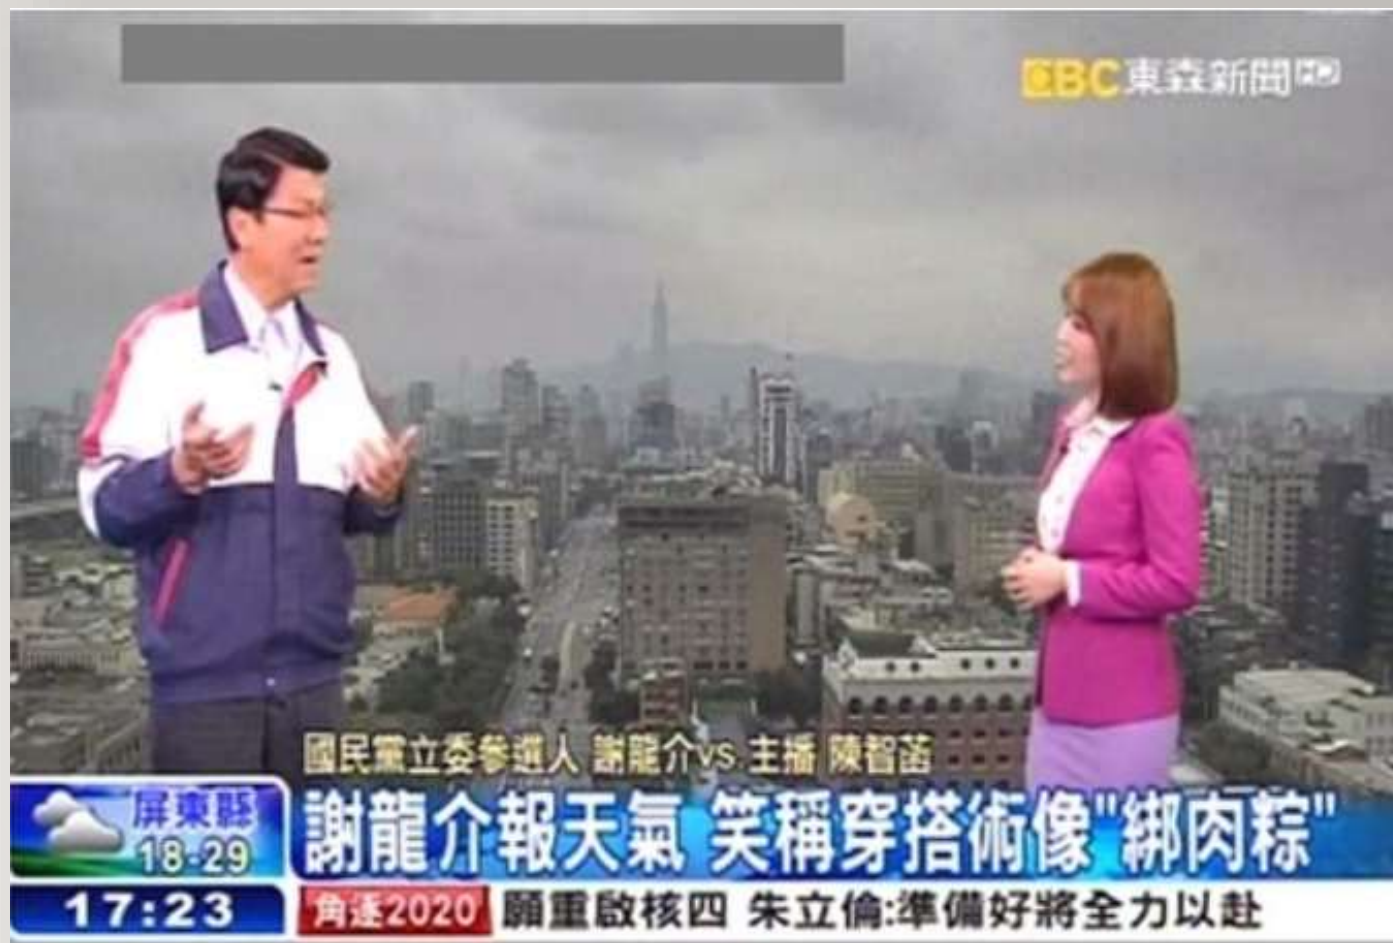 EBC東森新聞HD
國民黨立委參選人 謝龍介vs.主播 陳智菡
屏東縣
18-29
謝龍介報天氣 笑稱穿搭術像"綁肉粽"
17:23
角逐2020 願重啟核四 朱立倫:準備好將全力以赴